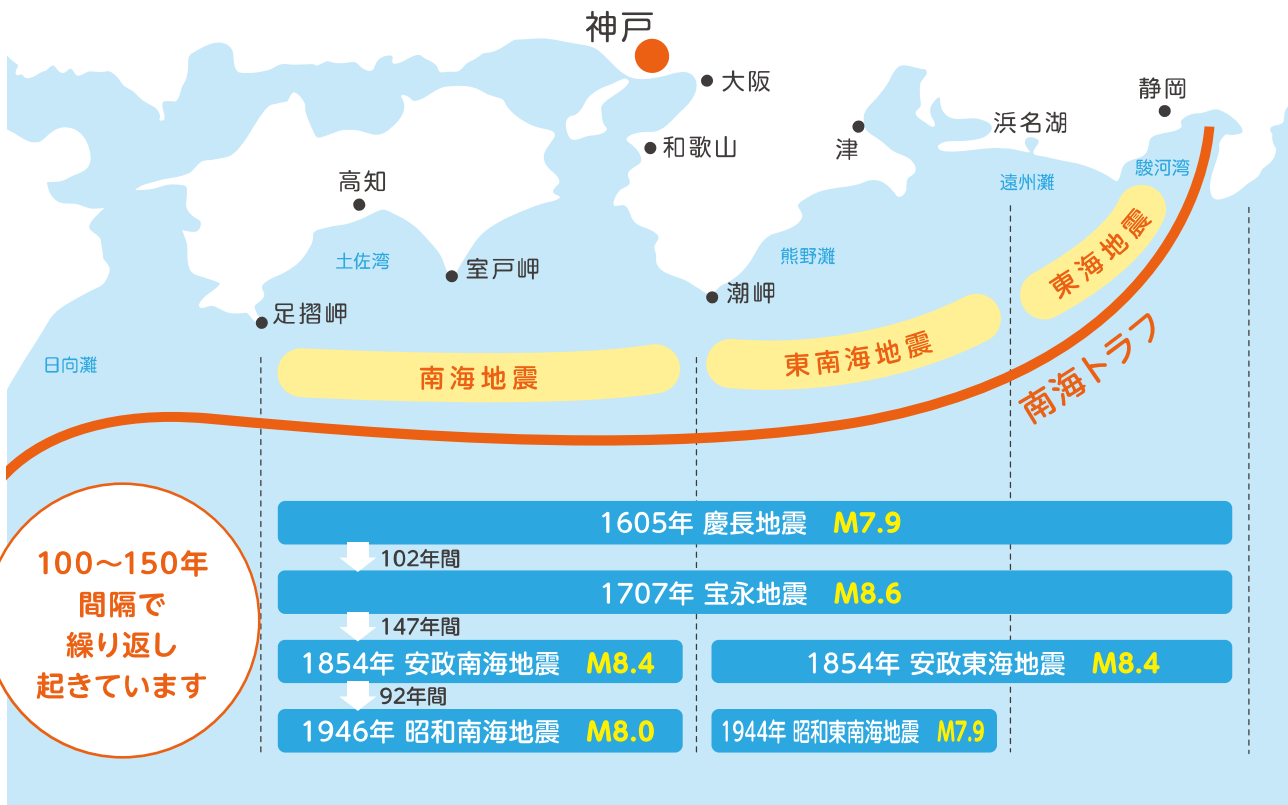 神戸
大阪
静岡
浜名湖
和歌山
津
駿河湾
遠州灘
高知
東海地震
熊野灘
土佐湾
室戸岬
潮岬
足摺岬
東南海地震
日向灘
南海地震
南海トラフ
1605年 慶長地震 M7.9
102年間
1707年 宝永地震 M8.6
147年間
1854年 安政南海地震 M8.4
1854年 安政東海地震 M8.4
92年間
1946年 昭和南海地震 M8.0
1944年 昭和東南海地震 M7.9
100〜150年
間隔で
繰り返し
起きています